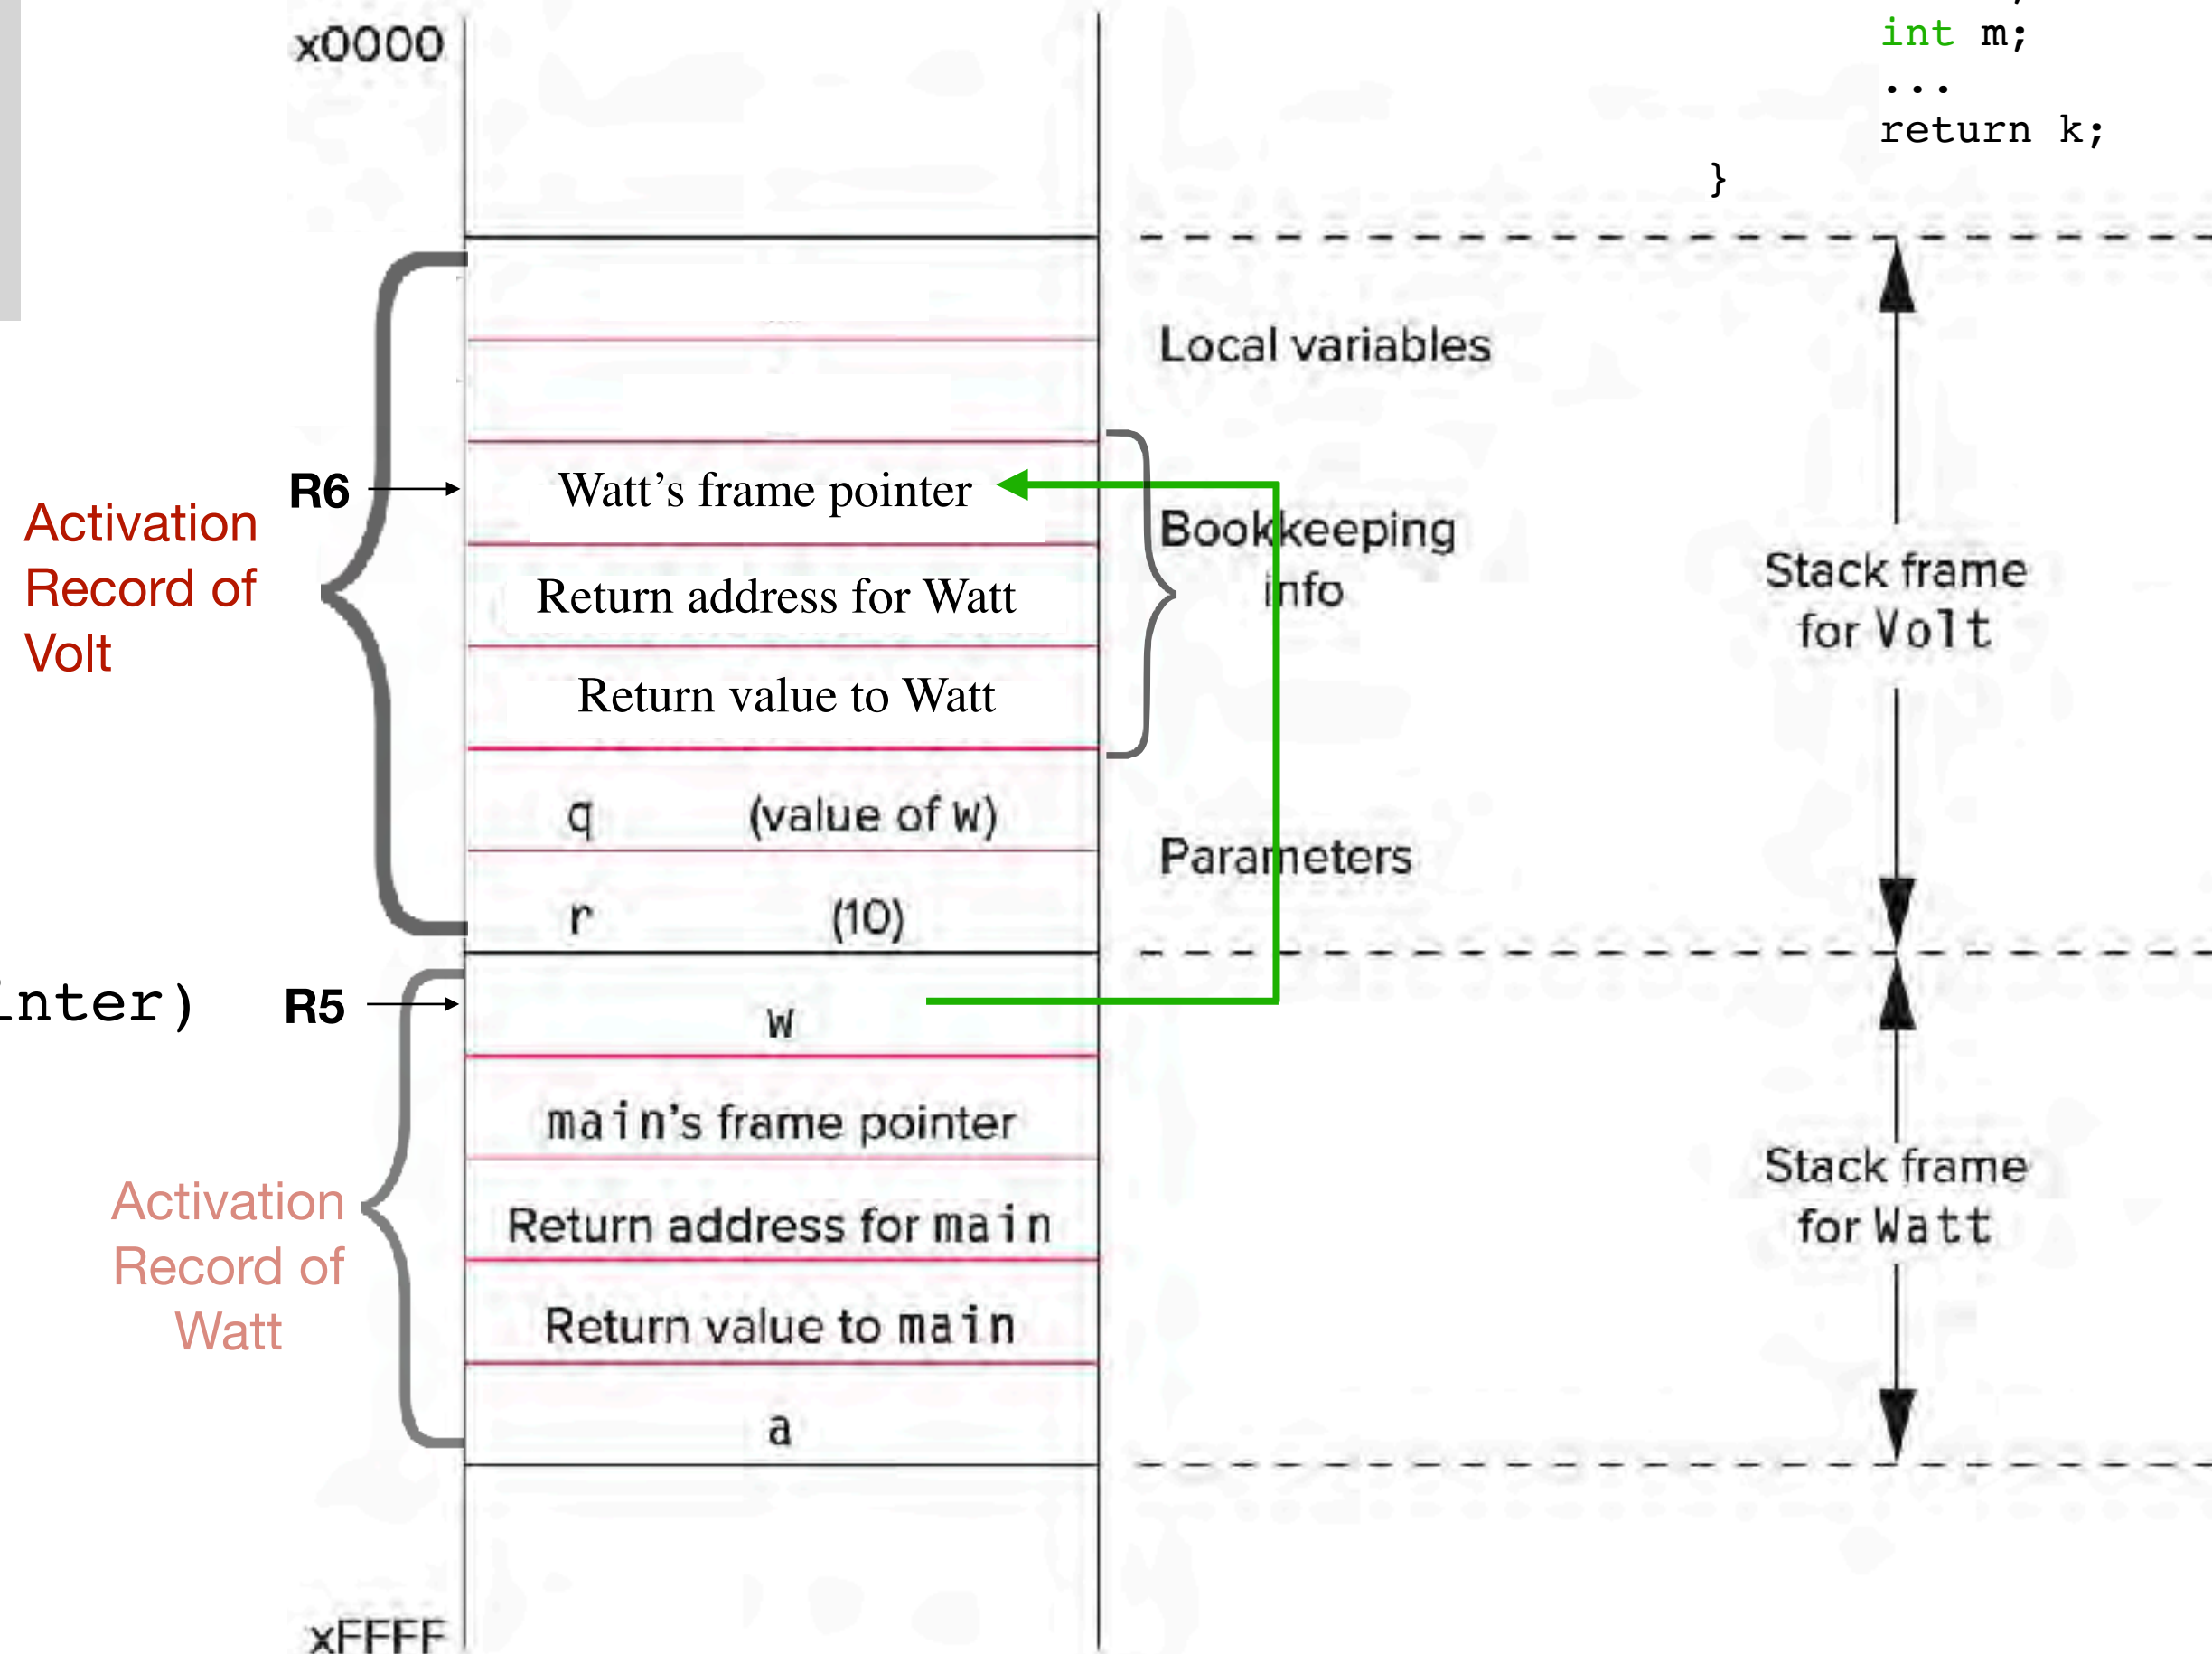 x0000
int m;
...
return k;
}
Local variables
R6
Watt's frame pointer
Activation
Record of
Volt
Bookkeeping
info
Return address for Watt
Stack frame
for Volt
Return value to Watt
q (value of w)
Parameters
r (10)
inter)
R5
w
main's frame pointer
Activation
Record of
Watt
Return address for main
Stack frame
for Watt
Return value to main
a
xFFFF